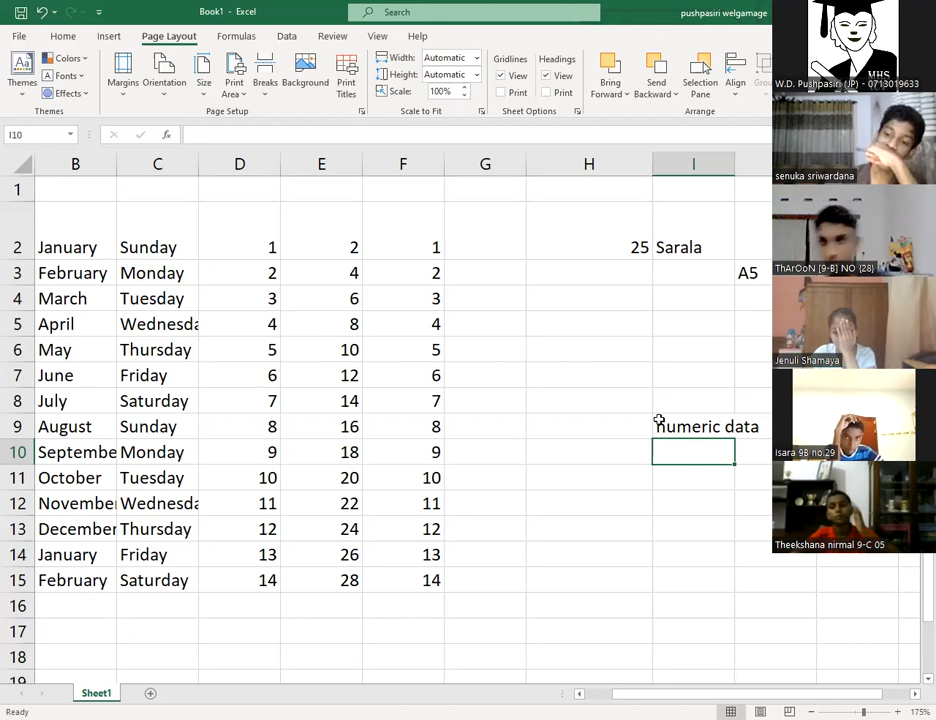 Book1 - Excel
Search
pushpasiri welgamage
File Home Insert Page Layout Formulas Data Review View Help
Themes
Colors
Fonts
Effects
Margins
Orientation
Size
Print Area
Breaks
Background
Print Titles
Width: Automatic
Height: Automatic
Scale: 100%
Gridlines
View
Print
Headings
View
Print
Bring Forward
Send Backward
Selection Pane
Align
Themes
Page Setup
Scale to Fit
Sheet Options
Arrange
I10
fx
B C D E F G H I
1
2 January Sunday 1 2 1 25 Sarala
3 February Monday 2 4 2 A5
4 March Tuesday 3 6 3
5 April Wednesda 4 8 4
6 May Thursday 5 10 5
7 June Friday 6 12 6
8 July Saturday 7 14 7
9 August Sunday 8 16 8 numeric data
10 Septembe Monday 9 18 9
11 October Tuesday 10 20 10
12 November Wednesda 11 22 11
13 December Thursday 12 24 12
14 January Friday 13 26 13
15 February Saturday 14 28 14
16
17
18
19
Sheet1
Ready
175%
MHS
W.D. Pushpasiri (JP) - 0713019633
senuka sriwardana
ThArOoN [9-B] NO (28)
Jenuli Shamaya
Isara 9B no.29
Theekshana nirmal 9-C 05